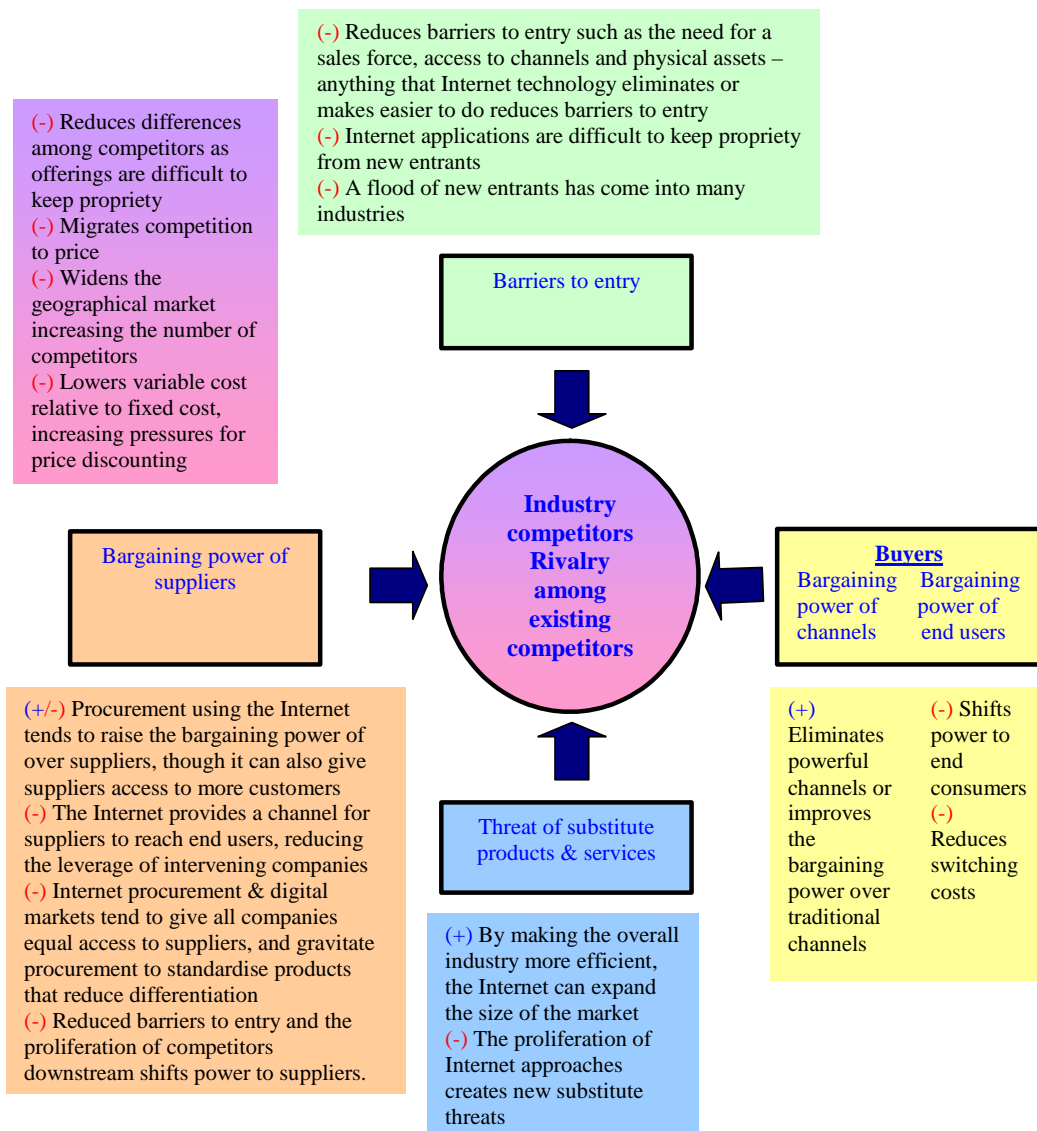 (-) Reduces barriers to entry such as the need for a
sales force, access to channels and physical assets –
anything that Internet technology eliminates or
makes easier to do reduces barriers to entry
(-) Internet applications are difficult to keep propriety
from new entrants
(-) A flood of new entrants has come into many
industries
(-) Reduces differences
among competitors as
offerings are difficult to
keep propriety
(-) Migrates competition
to price
(-) Widens the
geographical market
increasing the number of
competitors
(-) Lowers variable cost
relative to fixed cost,
increasing pressures for
price discounting
Barriers to entry
Industry
competitors
Rivalry
among
existing
competitors
Bargaining power of
suppliers
Buyers
Bargaining
power of
channels
Bargaining
power of
end users
(+/-) Procurement using the Internet
tends to raise the bargaining power of
over suppliers, though it can also give
suppliers access to more customers
(-) The Internet provides a channel for
suppliers to reach end users, reducing
the leverage of intervening companies
(-) Internet procurement & digital
markets tend to give all companies
equal access to suppliers, and gravitate
procurement to standardise products
that reduce differentiation
(-) Reduced barriers to entry and the
proliferation of competitors
downstream shifts power to suppliers.
Threat of substitute
products & services
(+) By making the overall
industry more efficient,
the Internet can expand
the size of the market
(-) The proliferation of
Internet approaches
creates new substitute
threats
(+)
Eliminates
powerful
channels or
improves
the
bargaining
power over
traditional
channels
(-) Shifts
power to
end
consumers
(-)
Reduces
switching
costs